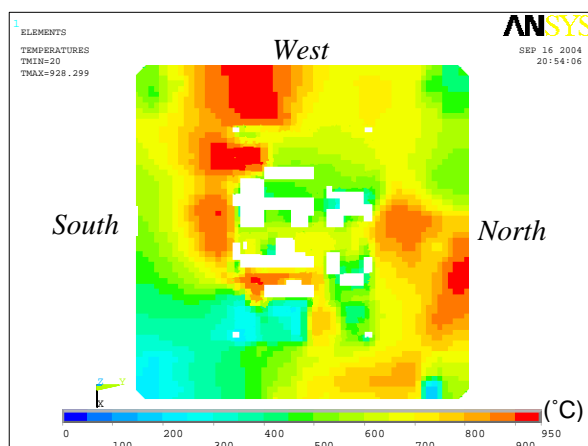 1
ELEMENTS
TEMPERATURES
TMIN=20
TMAX=928.299
ANSYS
SEP 16 2004
20:54:06
West
South
North
Z Y
X
(°C)
0 200 400 600 800 950
100 300 500 700 900